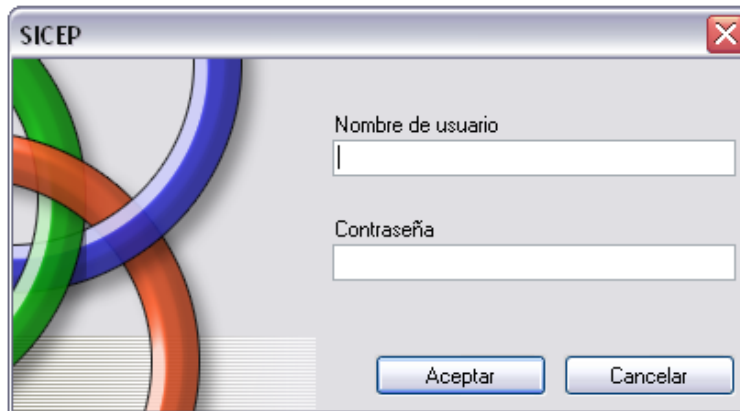 SICEP
Nombre de usuario
Contraseña
Aceptar
Cancelar